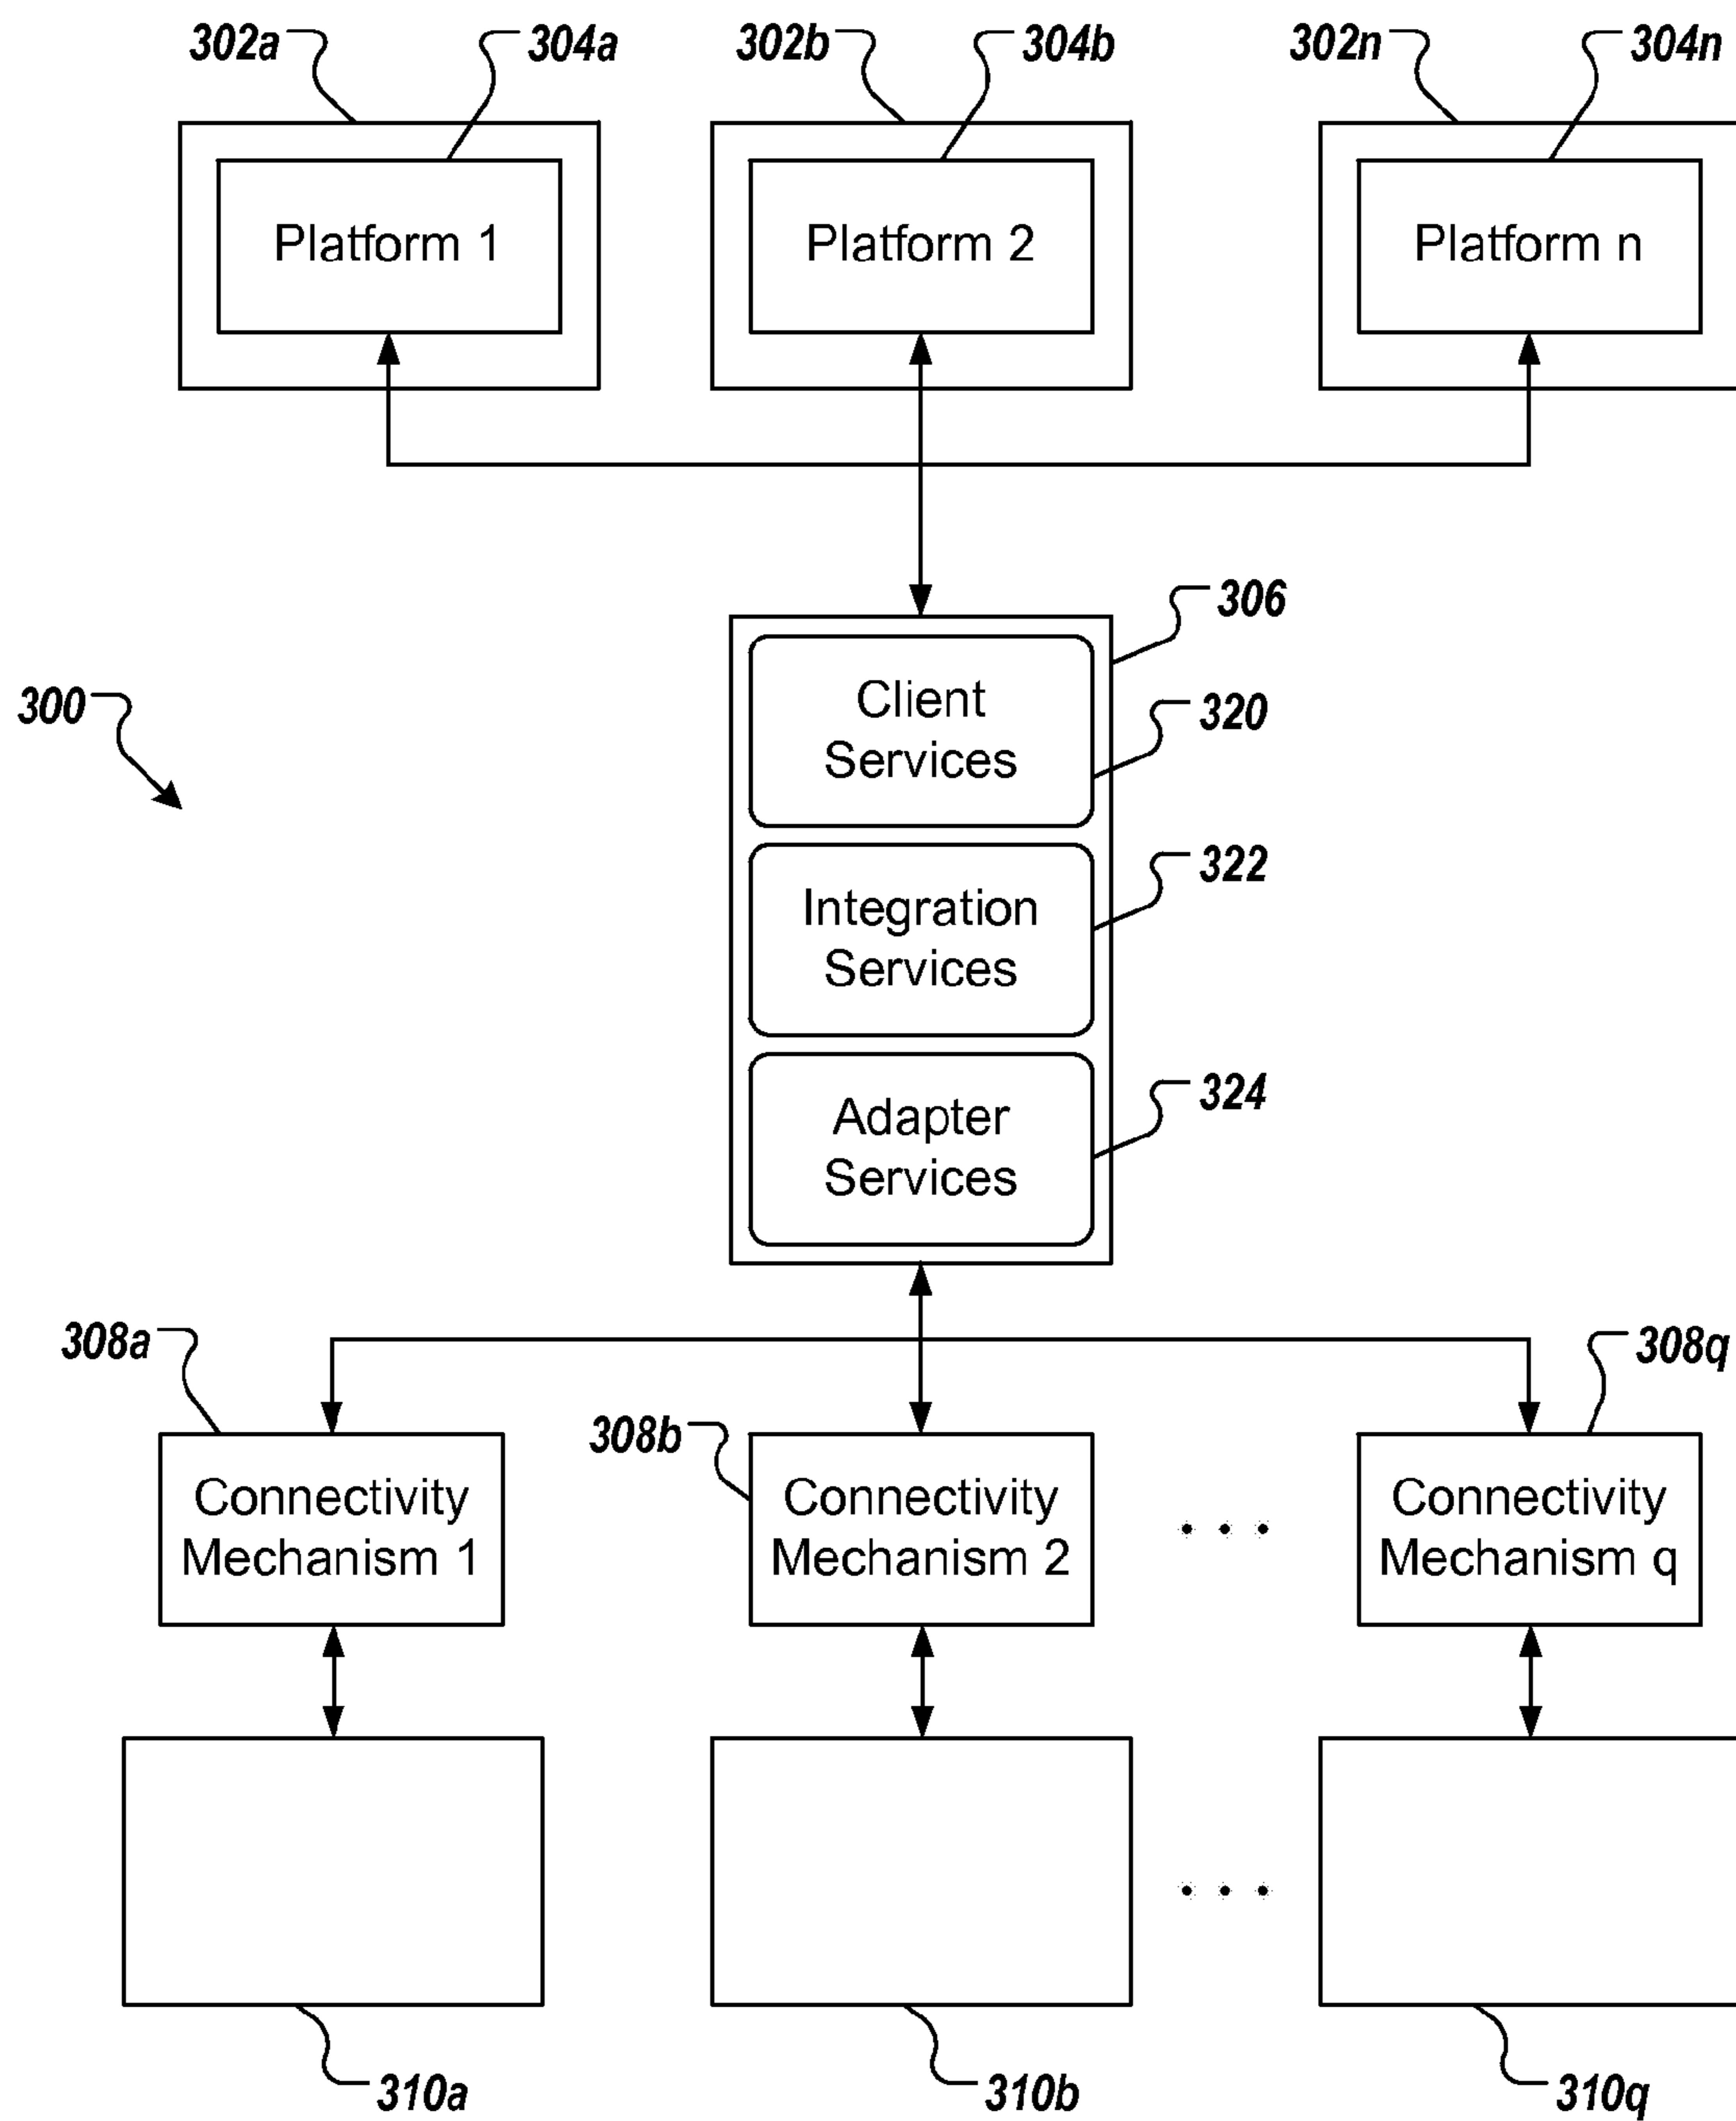 302a
304a
302b
304b
302n
304n
Platform 1
Platform 2
Platform n
306
300
Client
Services
320
Integration
Services
322
Adapter
Services
324
308a
308b
308q
Connectivity
Mechanism 1
Connectivity
Mechanism 2
. . .
Connectivity
Mechanism q
. . .
310a
310b
310q